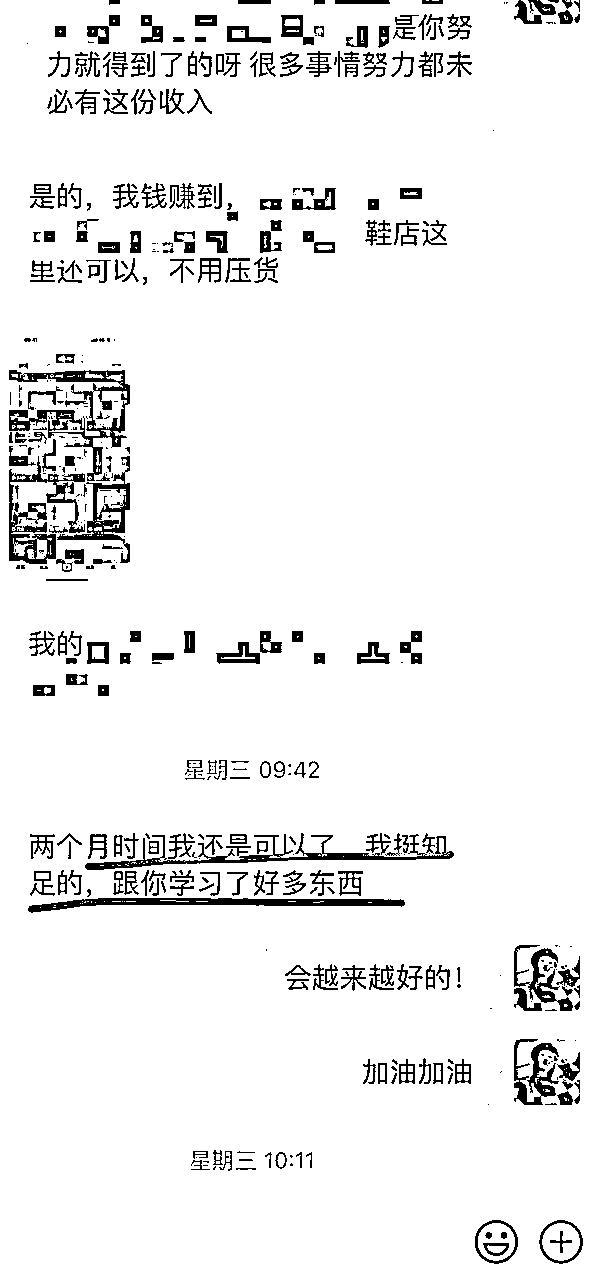 是你努
力就得到了的呀 很多事情努力都未
必有这份收入
是的，我钱赚到，
鞋店这
里还可以，不用压货
我的
星期三 09:42
两个月时间我还是可以了 我挺知
足的，跟你学习了好多东西
会越来越好的！
加油加油
星期三 10:11